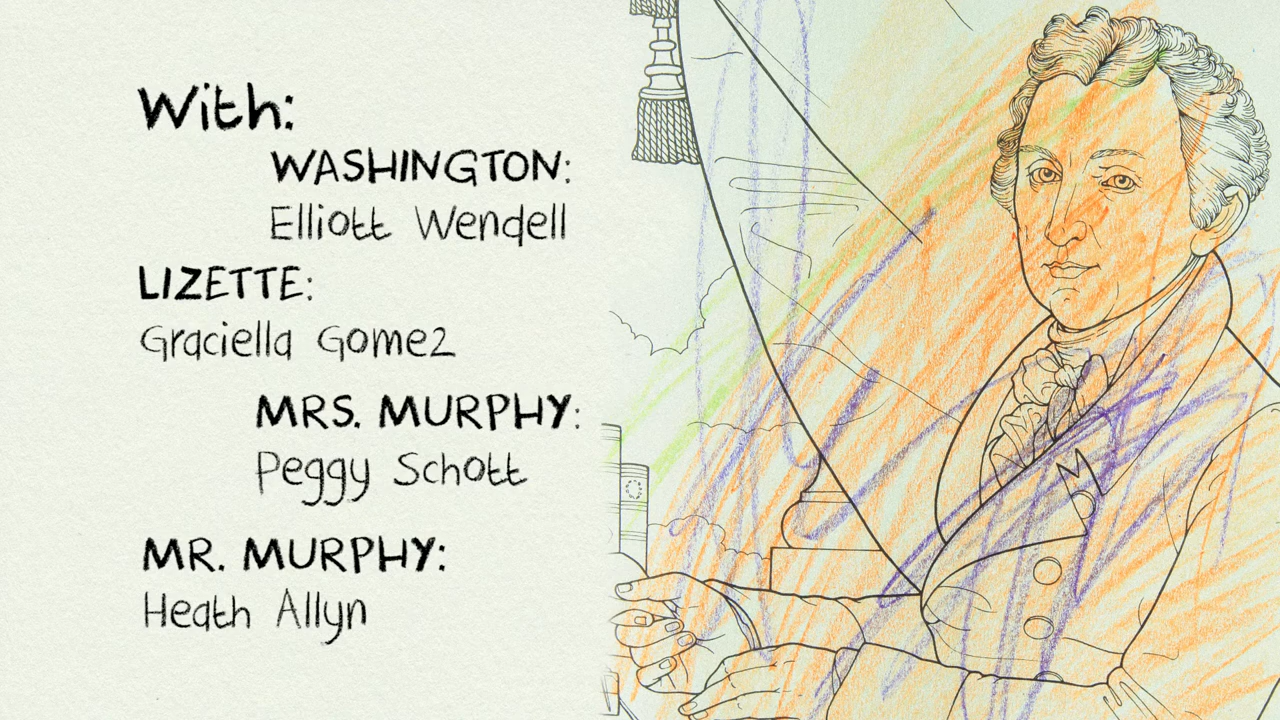 With:
WASHINGTON:
Elliott Wendell
LIZETTE:
Graciella Gomez
MRS. MURPHY:
Peggy Schott
MR. MURPHY:
Heath Allyn